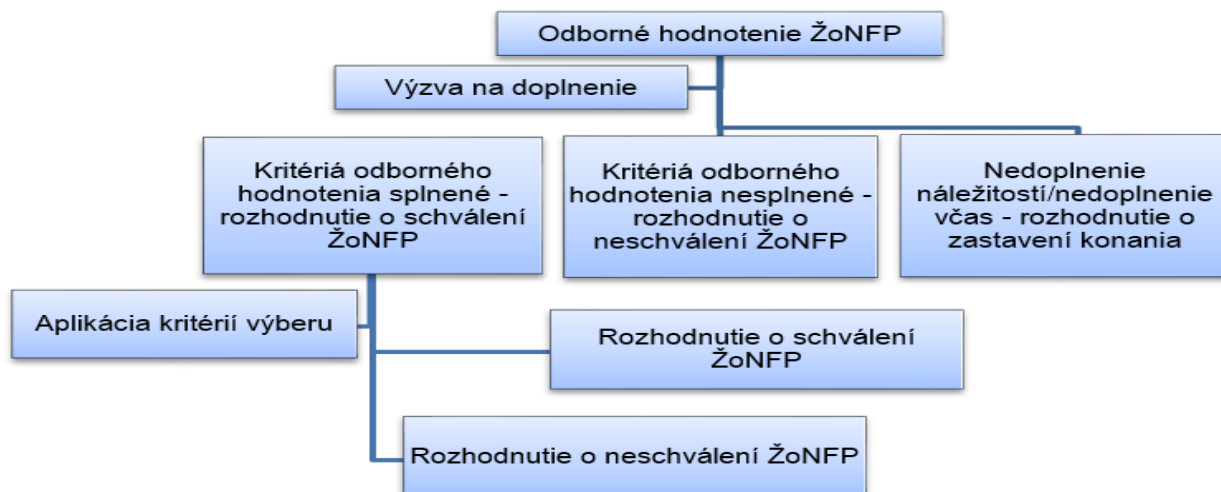 Odborné hodnotenie ŽoNFP
Výzva na doplnenie
Kritériá odborného
hodnotenia splnené -
rozhodnutie o schválení
ŽoNFP
Kritériá odborného
hodnotenia nesplnené -
rozhodnutie o
neschválení ŽoNFP
Nedoplnenie
náležitostí/nedoplnenie
včas - rozhodnutie o
zastavení konania
Aplikácia kritérií výberu
Rozhodnutie o schválení
ŽoNFP
Rozhodnutie o neschválení ŽoNFP